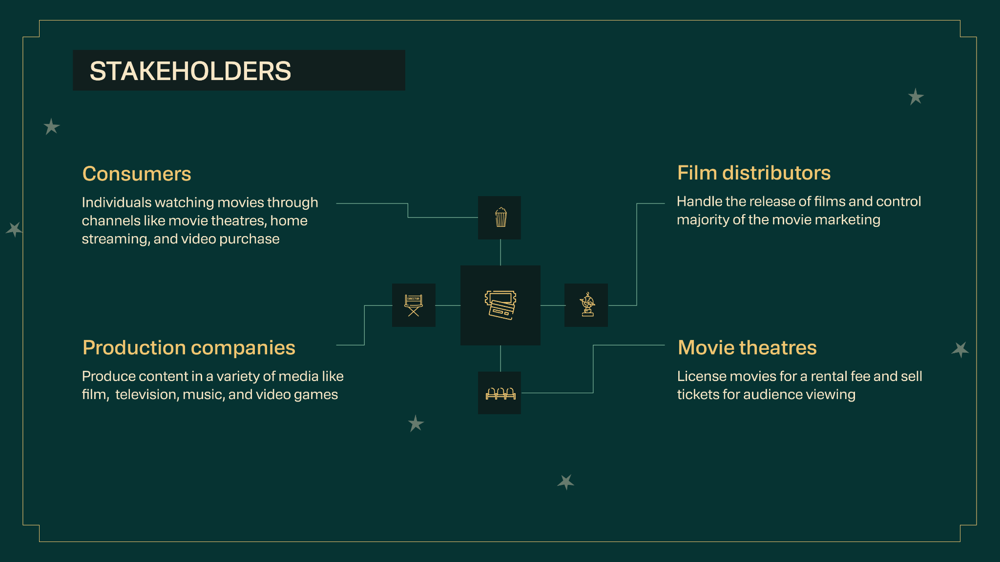 STAKEHOLDERS
Consumers
Individuals watching movies through
channels like movie theatres, home
streaming, and video purchase
Film distributors
Handle the release of films and control
majority of the movie marketing
DIRECTOR
Production companies
Produce content in a variety of media like
film,  television, music, and video games
Movie theatres
License movies for a rental fee and sell
tickets for audience viewing